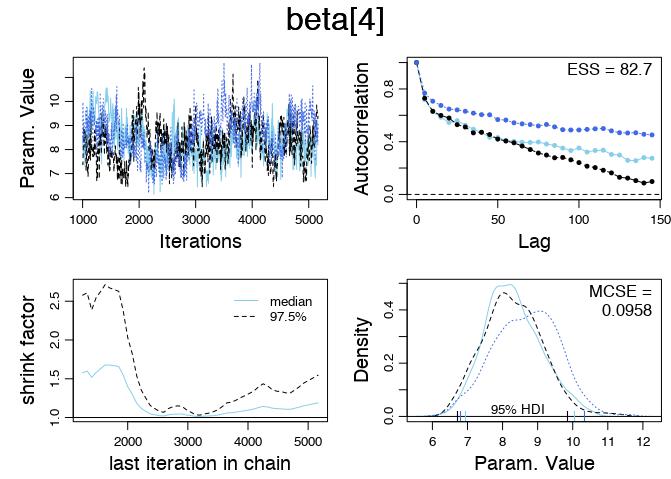 beta[4]
Param. Value
6 7 8 9 10
1000 2000 3000 4000 5000
Iterations
Autocorrelation
0.0 0.4 0.8
ESS = 82.7
0 50 100 150
Lag
shrink factor
1.0 1.5 2.0 2.5
median
97.5%
2000 3000 4000 5000
last iteration in chain
Density
0.0 0.2 0.4
MCSE =
0.0958
95% HDI
6 7 8 9 10 11 12
Param. Value